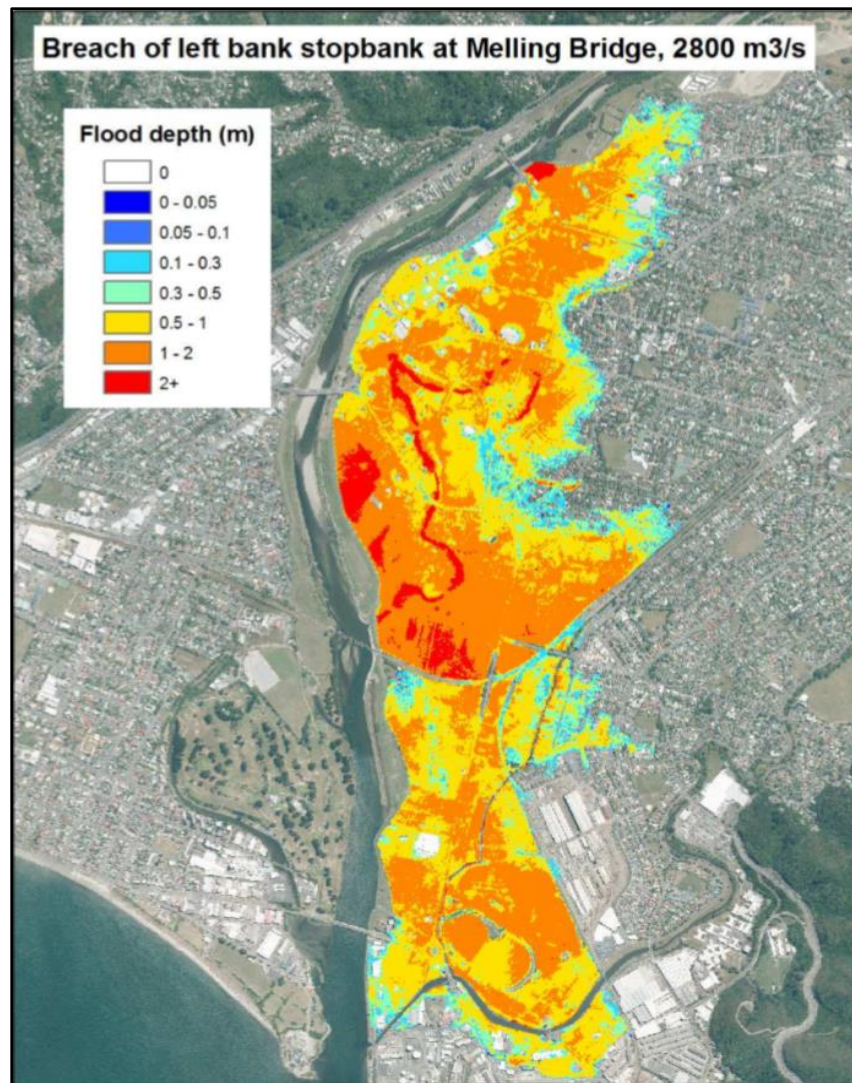 Breach of left bank stopbank at Melling Bridge, 2800 m3/s
Flood depth (m)
0
0 - 0.05
0.05 - 0.1
0.1 - 0.3
0.3 - 0.5
0.5 - 1
1 - 2
2+